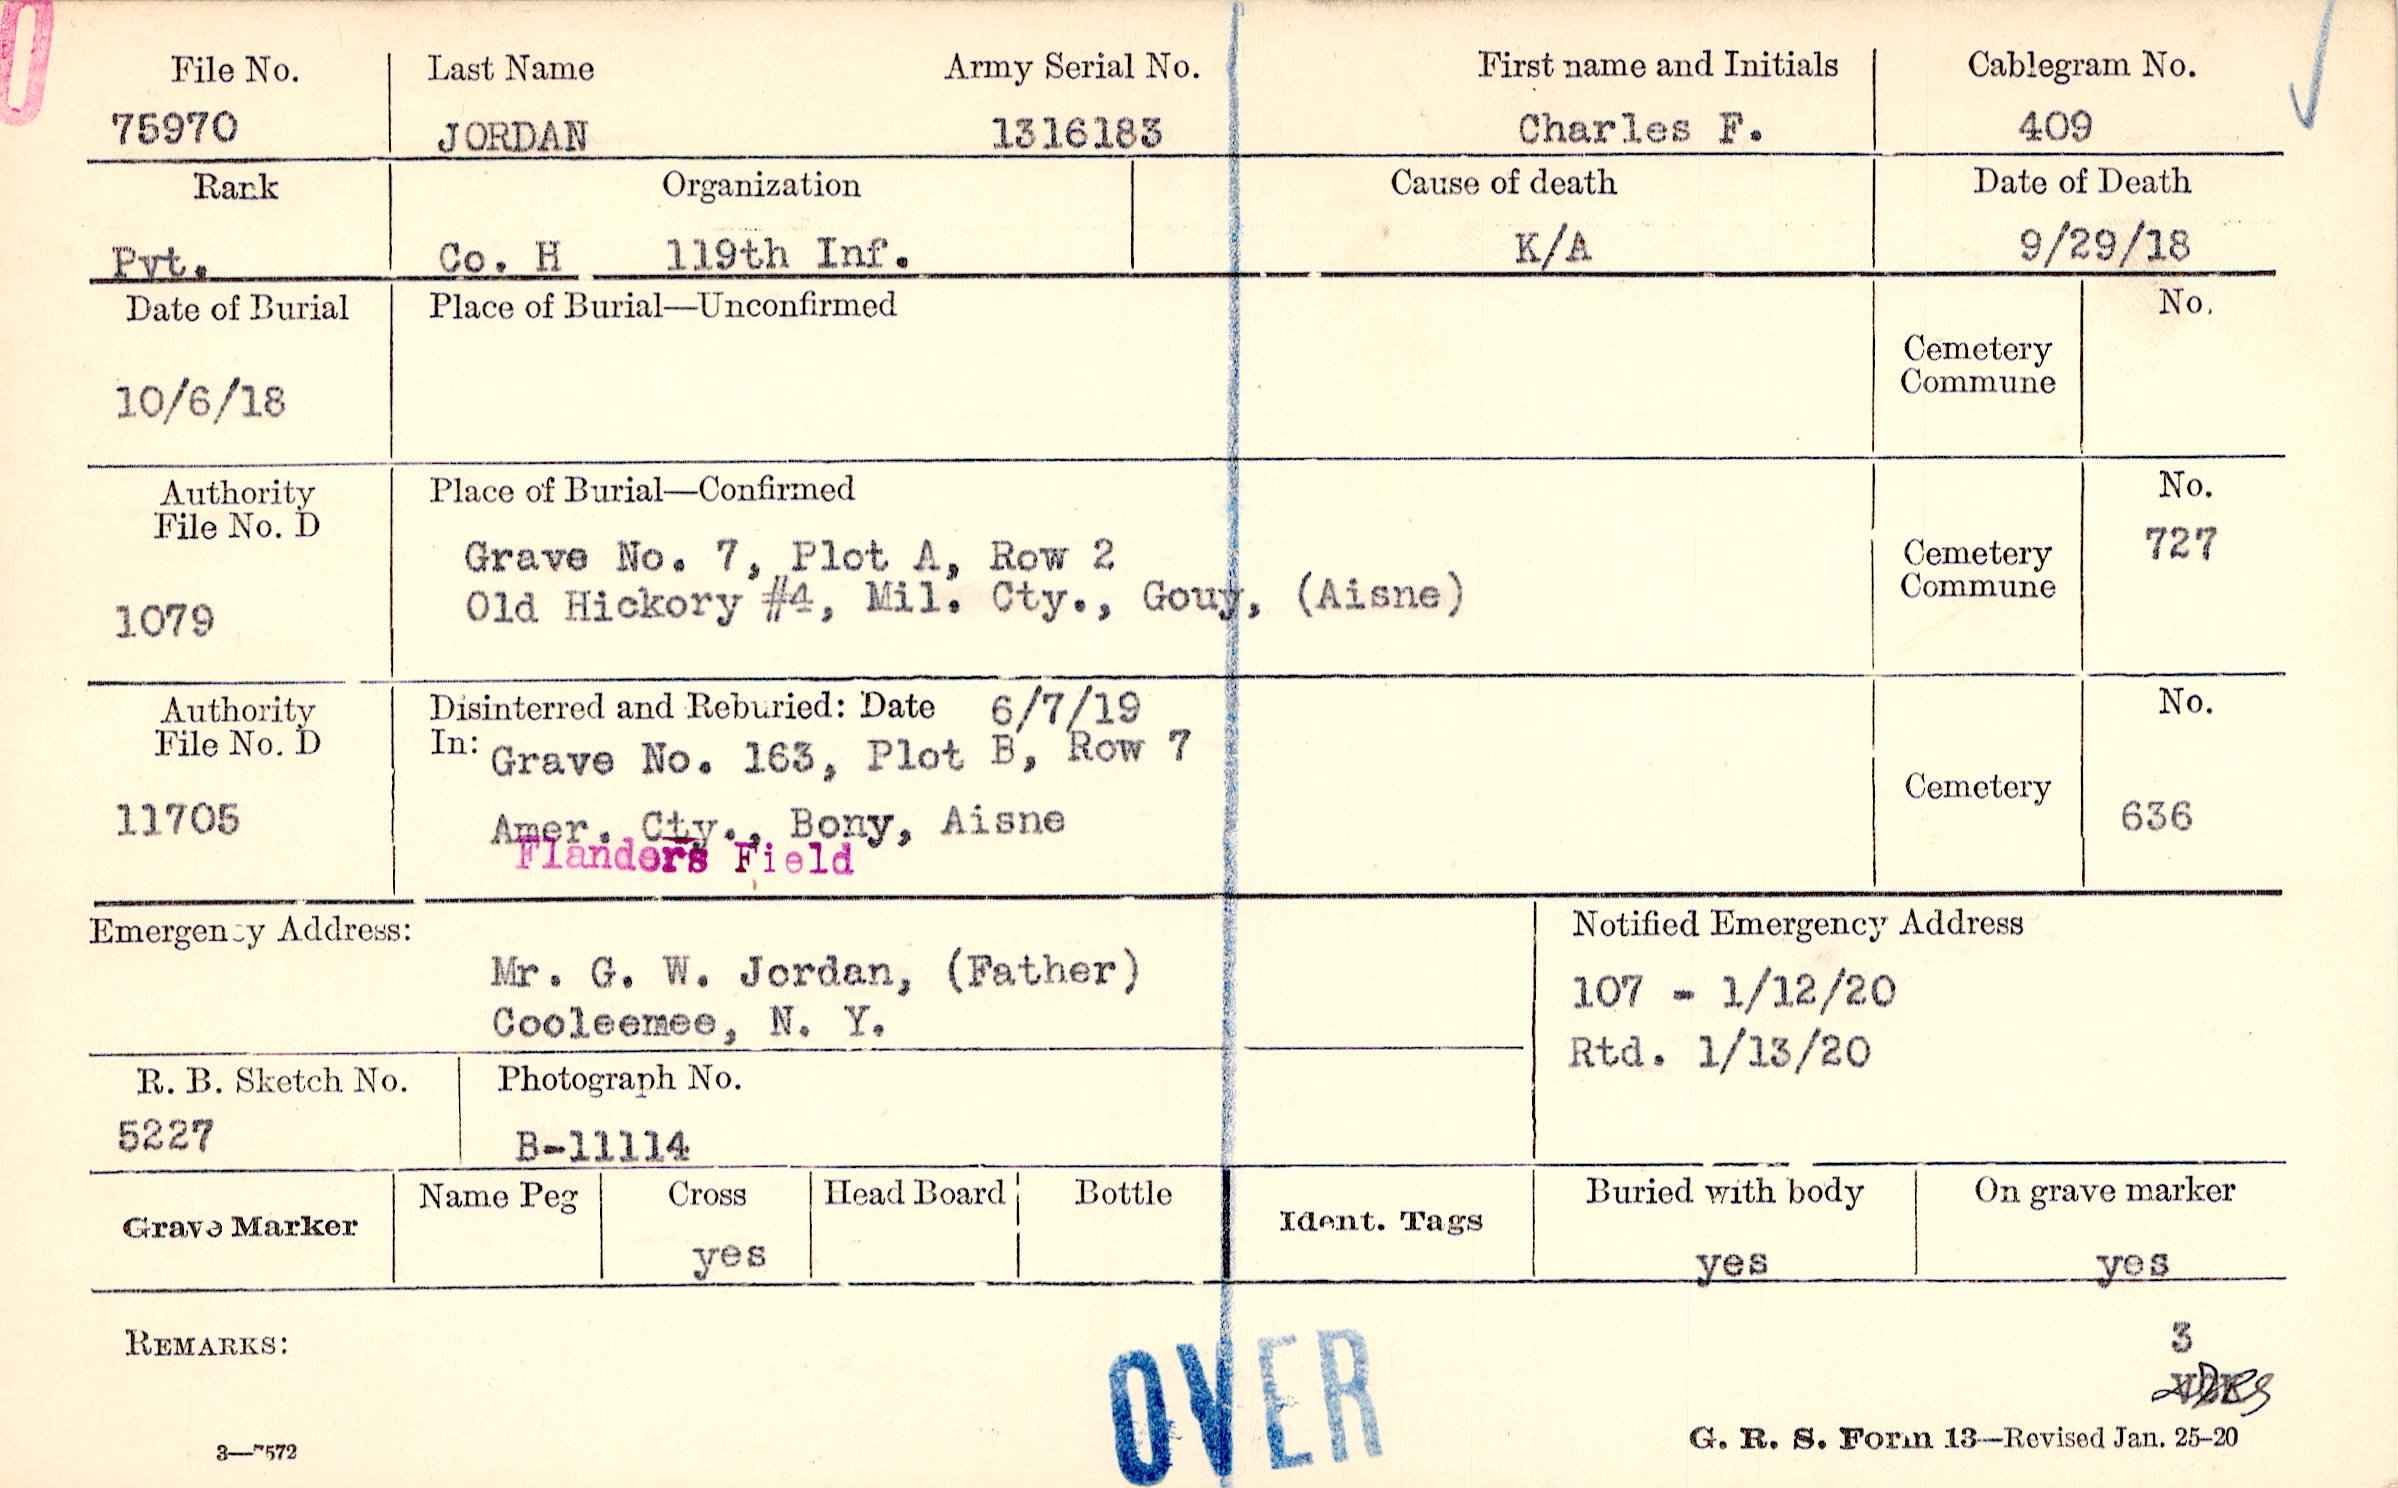 File No. Last Name Army Serial No. First name and Initials Cablegram No.
75970 JORDAN 1316183 Charles F. 409
Rank Organization Cause of death Date of Death
Pvt. Co. H 119th Inf. K/A 9/29/18
Date of Burial Place of Burial—Unconfirmed No.
Cemetery
Commune
10/6/18
Authority Place of Burial—Confirmed No.
File No. D
Grave No. 7, Plot A, Row 2 Cemetery 727
Old Hickory #4, Mil. Cty., Gouy, (Aisne) Commune
1079
Authority Disinterred and Reburied: Date 6/7/19 No.
File No. D In: Grave No. 163, Plot B, Row 7
Cemetery
11705 Amer. Cty., Bony, Aisne 636
Flanders Field
Emergency Address: Notified Emergency Address
Mr. G. W. Jordan, (Father) 107 - 1/12/20
Cooleemee, N. Y. Rtd. 1/13/20
R. B. Sketch No. Photograph No.
5227 B-11114
Grave Marker Name Peg Cross Head Board Bottle Ident. Tags Buried with body On grave marker
yes yes yes
REMARKS: 3
OVER
3—7572 G. R. S. Form 13—Revised Jan. 25-20